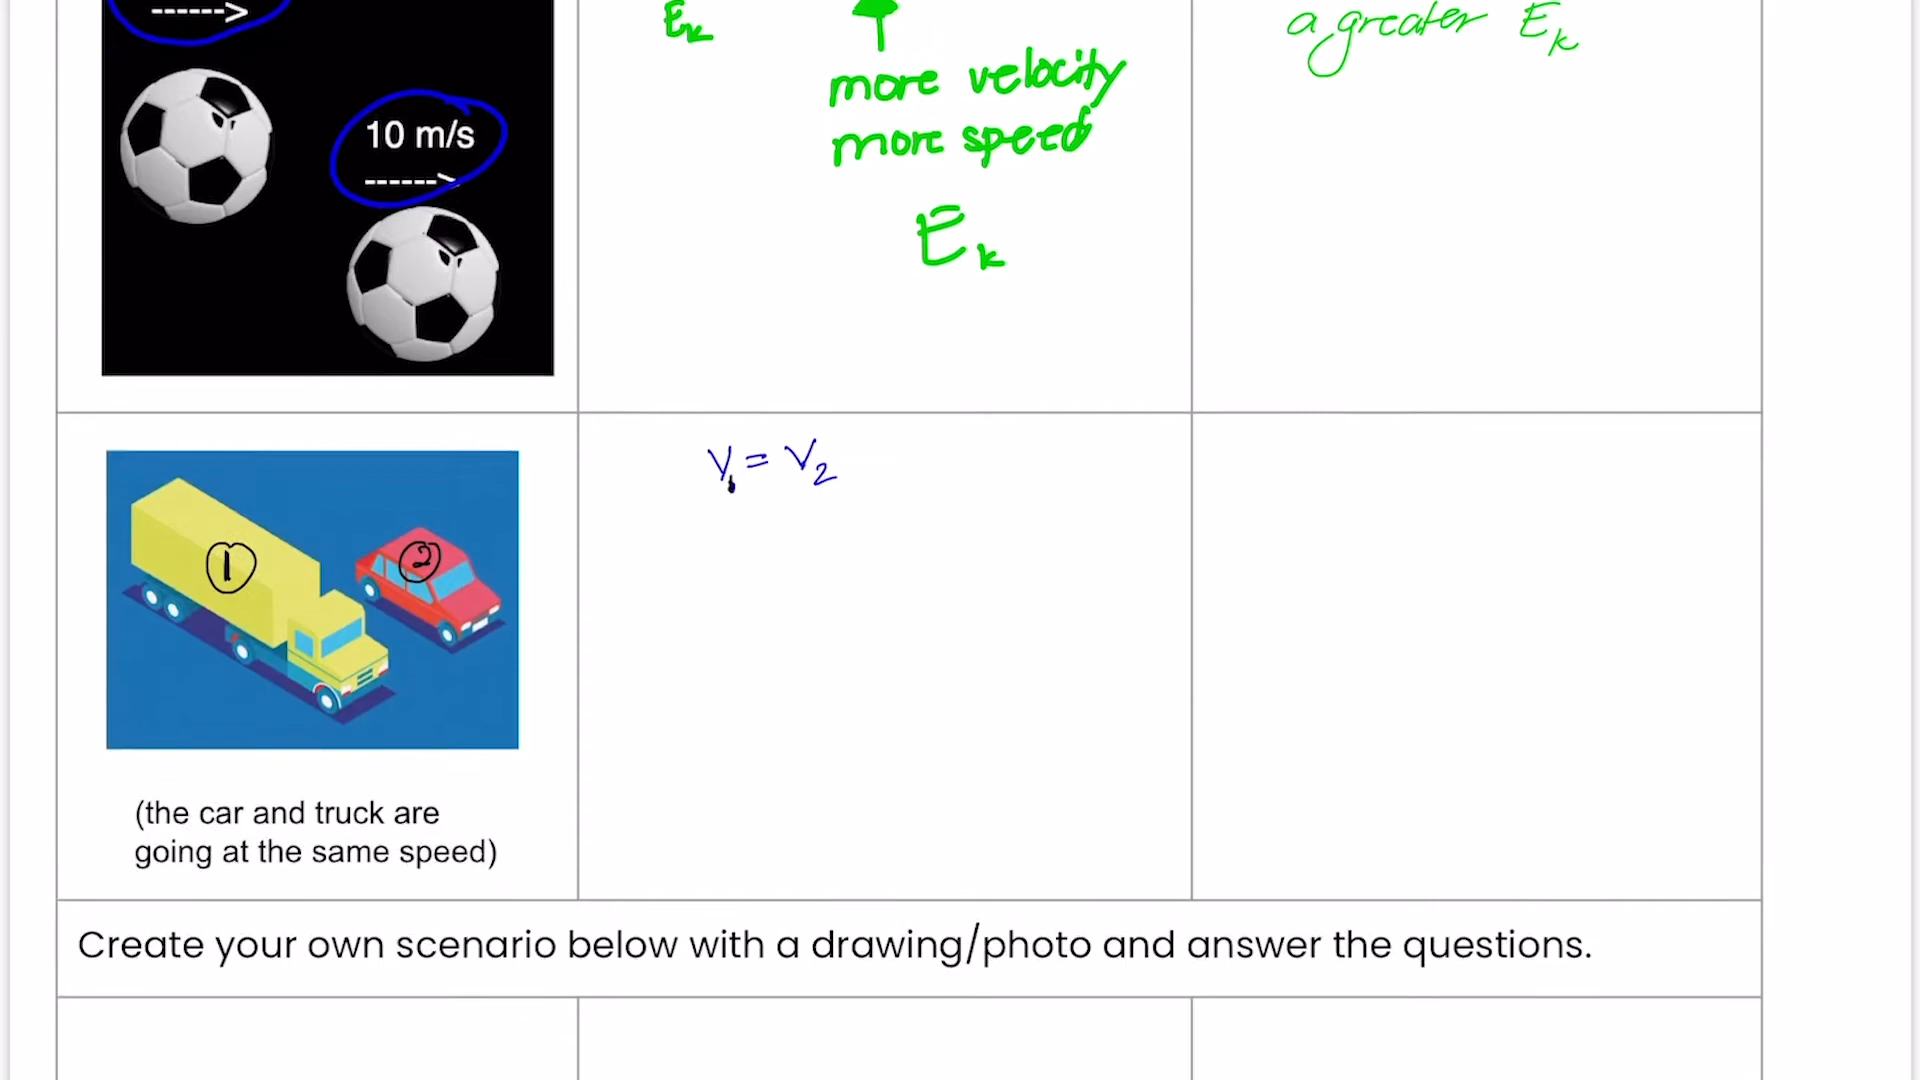 ------>
10 m/s
------>
Ek
more velocity
more speed
Ek
a greater Ek
1
2
(the car and truck are
going at the same speed)
V1 = V2
Create your own scenario below with a drawing/photo and answer the questions.